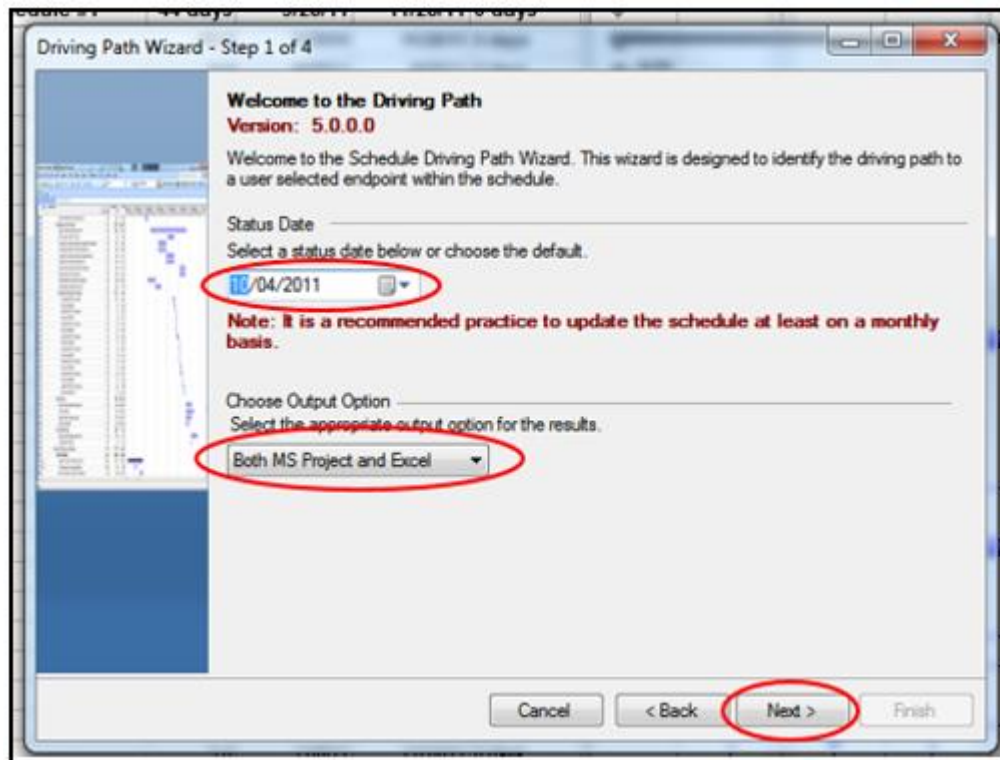 44 days
days
Driving Path Wizard - Step 1 of 4
Welcome to the Driving Path
Version: 5.0.0.0
Welcome to the Schedule Driving Path Wizard. This wizard is designed to identify the driving path to
a user selected endpoint within the schedule.
Status Date
Select a status date below or choose the default.
10/04/2011
Note: It is a recommended practice to update the schedule at least on a monthly
basis.
Choose Output Option
Select the appropriate output option for the results.
Both MS Project and Excel
Cancel
< Back
Next >
Finish